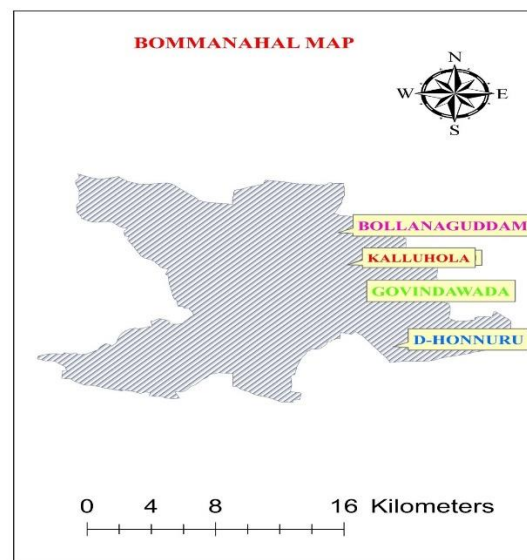 BOMMANAHAL MAP
N
W E
S
BOLLANAGUDDAM
KALLUHOLA
GOVINDAWADA
D-HONNURU
0 4 8 16 Kilometers